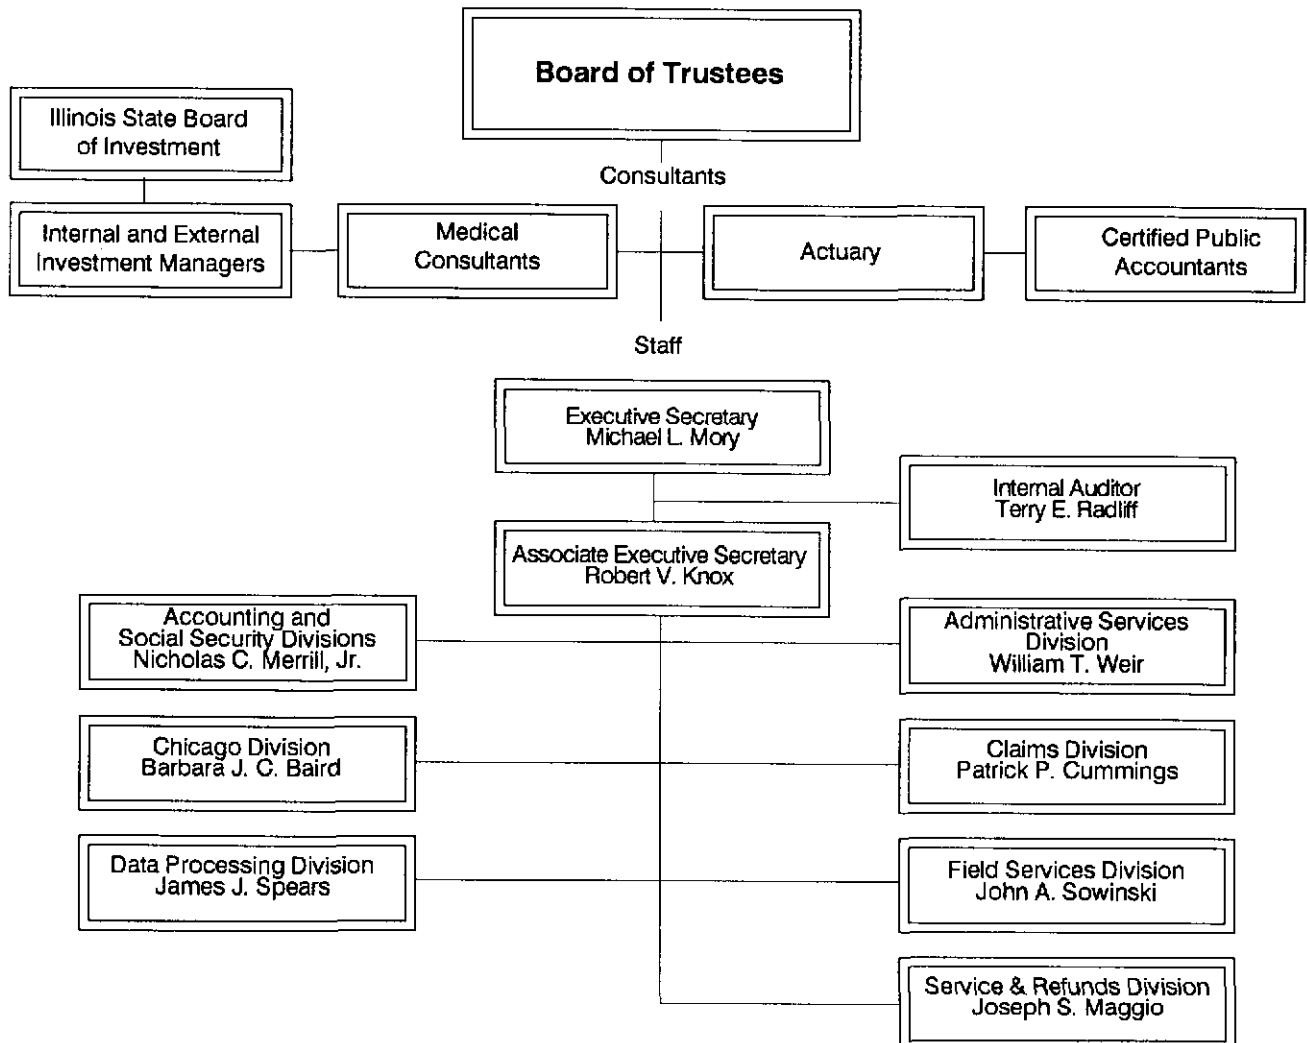 Board of Trustees
Illinois State Board
of Investment
Consultants
Internal and External
Investment Managers
Medical
Consultants
Actuary
Certified Public
Accountants
Staff
Executive Secretary
Michael L. Mory
Internal Auditor
Terry E. Radliff
Associate Executive Secretary
Robert V. Knox
Accounting and
Social Security Divisions
Nicholas C. Merrill, Jr.
Administrative Services
Division
William T. Weir
Chicago Division
Barbara J. C. Baird
Claims Division
Patrick P. Cummings
Data Processing Division
James J. Spears
Field Services Division
John A. Sowinski
Service & Refunds Division
Joseph S. Maggio